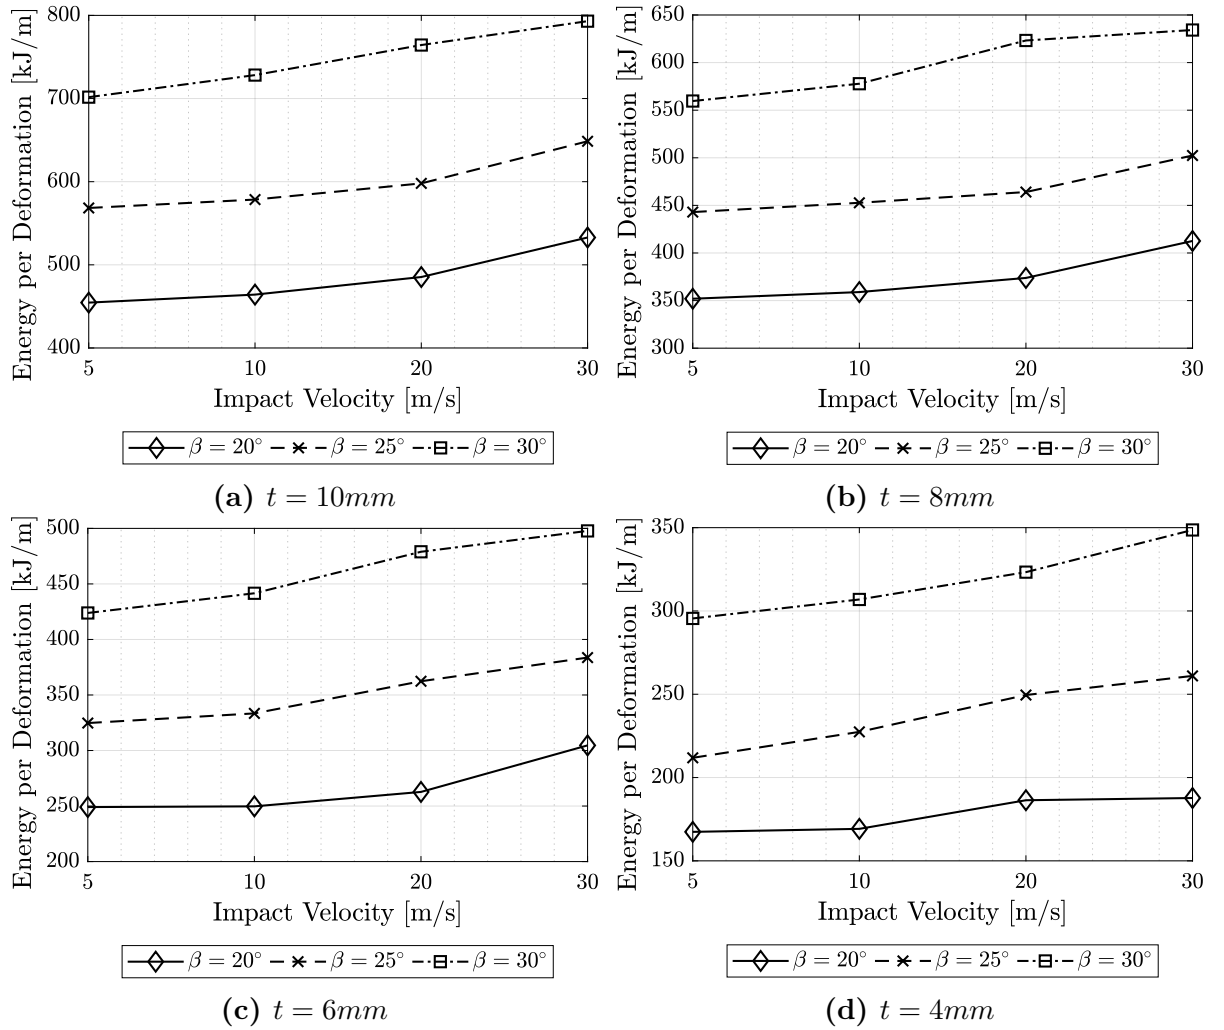 Energy per Deformation [kJ/m]
800
700
600
500
400
5 10 20 30
Impact Velocity [m/s]
β = 20° β = 25° β = 30°
(a) t = 10mm
Energy per Deformation [kJ/m]
650
600
550
500
450
400
350
300
5 10 20 30
Impact Velocity [m/s]
β = 20° β = 25° β = 30°
(b) t = 8mm
Energy per Deformation [kJ/m]
500
450
400
350
300
250
200
5 10 20 30
Impact Velocity [m/s]
β = 20° β = 25° β = 30°
(c) t = 6mm
Energy per Deformation [kJ/m]
350
300
250
200
150
5 10 20 30
Impact Velocity [m/s]
β = 20° β = 25° β = 30°
(d) t = 4mm